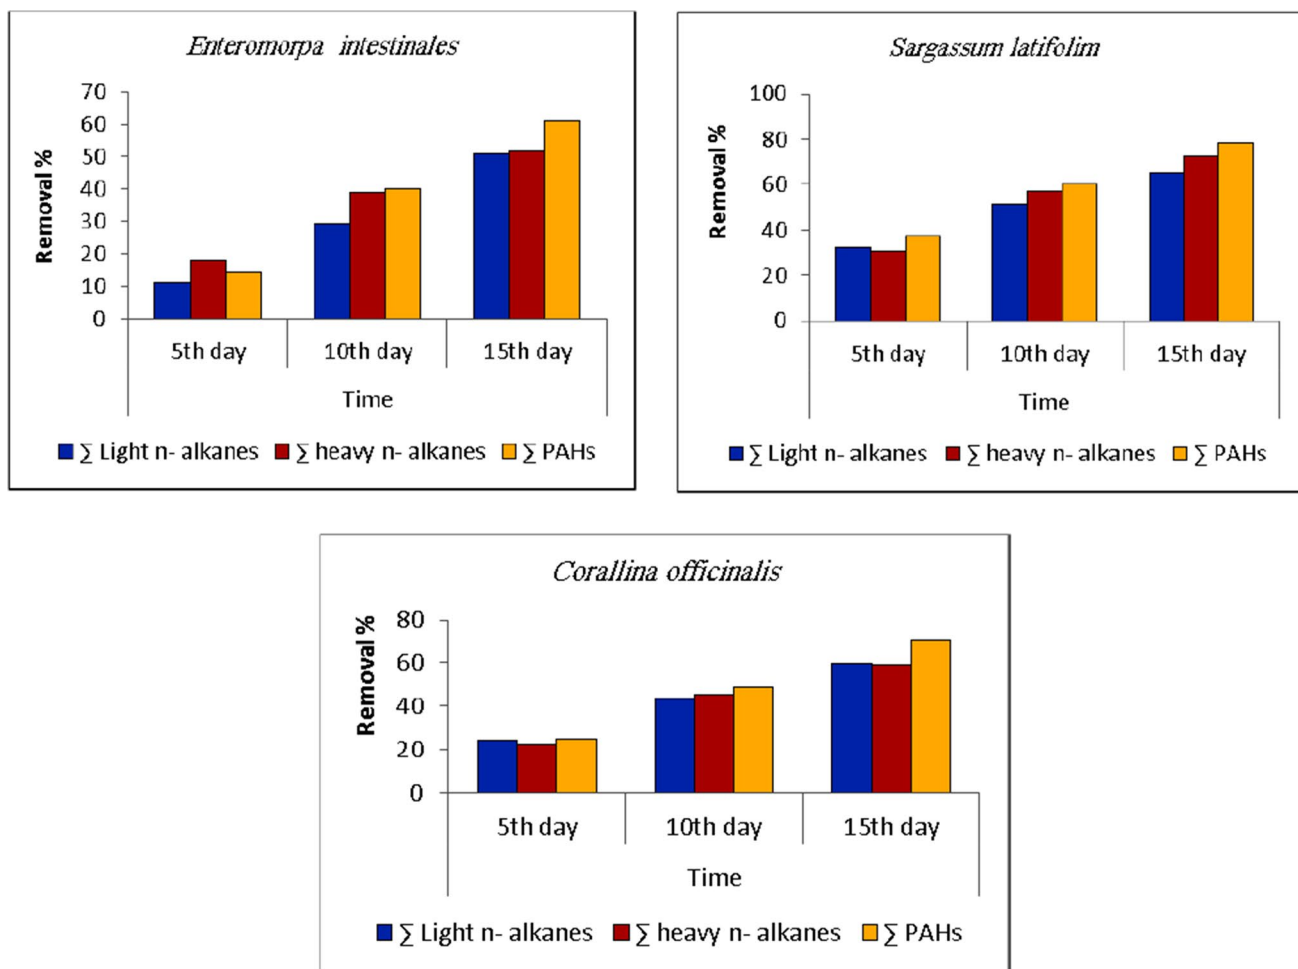 Enteromorpa intestinales
Removal %
70
60
50
40
30
20
10
0
5th day 10th day 15th day
Time
∑ Light n- alkanes ∑ heavy n- alkanes ∑ PAHs
Sargassum latifolim
Removal %
100
80
60
40
20
0
5th day 10th day 15th day
Time
∑ Light n- alkanes ∑ heavy n- alkanes ∑ PAHs
Corallina officinalis
Removal %
80
60
40
20
0
5th day 10th day 15th day
Time
∑ Light n- alkanes ∑ heavy n- alkanes ∑ PAHs